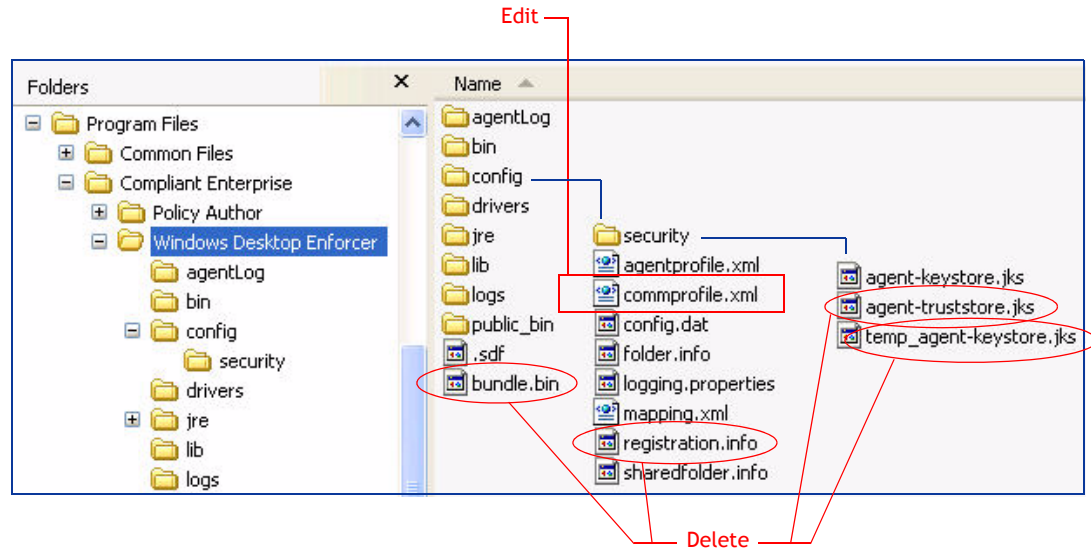 Edit
Folders
Program Files
Common Files
Compliant Enterprise
Policy Author
Windows Desktop Enforcer
agentLog
bin
config
security
drivers
jre
lib
logs
Name
agentLog
bin
config
drivers
jre
lib
logs
public_bin
.sdf
bundle.bin
security
agentprofile.xml
commprofile.xml
config.dat
folder.info
logging.properties
mapping.xml
registration.info
sharedfolder.info
agent-keystore.jks
agent-truststore.jks
temp_agent-keystore.jks
Delete